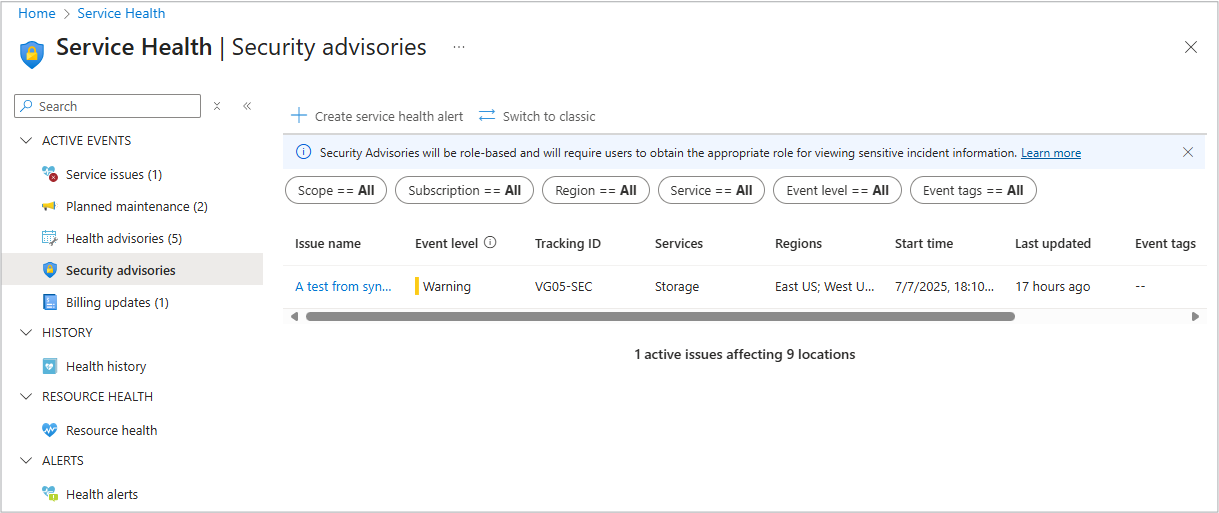 Home > Service Health
Service Health | Security advisories ...
Search
Create service health alert Switch to classic
Security Advisories will be role-based and will require users to obtain the appropriate role for viewing sensitive incident information. Learn more
Scope == All Subscription == All Region == All Service == All Event level == All Event tags == All
ACTIVE EVENTS
Service issues (1)
Planned maintenance (2)
Health advisories (5)
Security advisories
Billing updates (1)
HISTORY
Health history
RESOURCE HEALTH
Resource health
ALERTS
Health alerts
Issue name Event level Tracking ID Services Regions Start time Last updated Event tags
A test from syn... Warning VG05-SEC Storage East US; West U... 7/7/2025, 18:10... 17 hours ago --
1 active issues affecting 9 locations